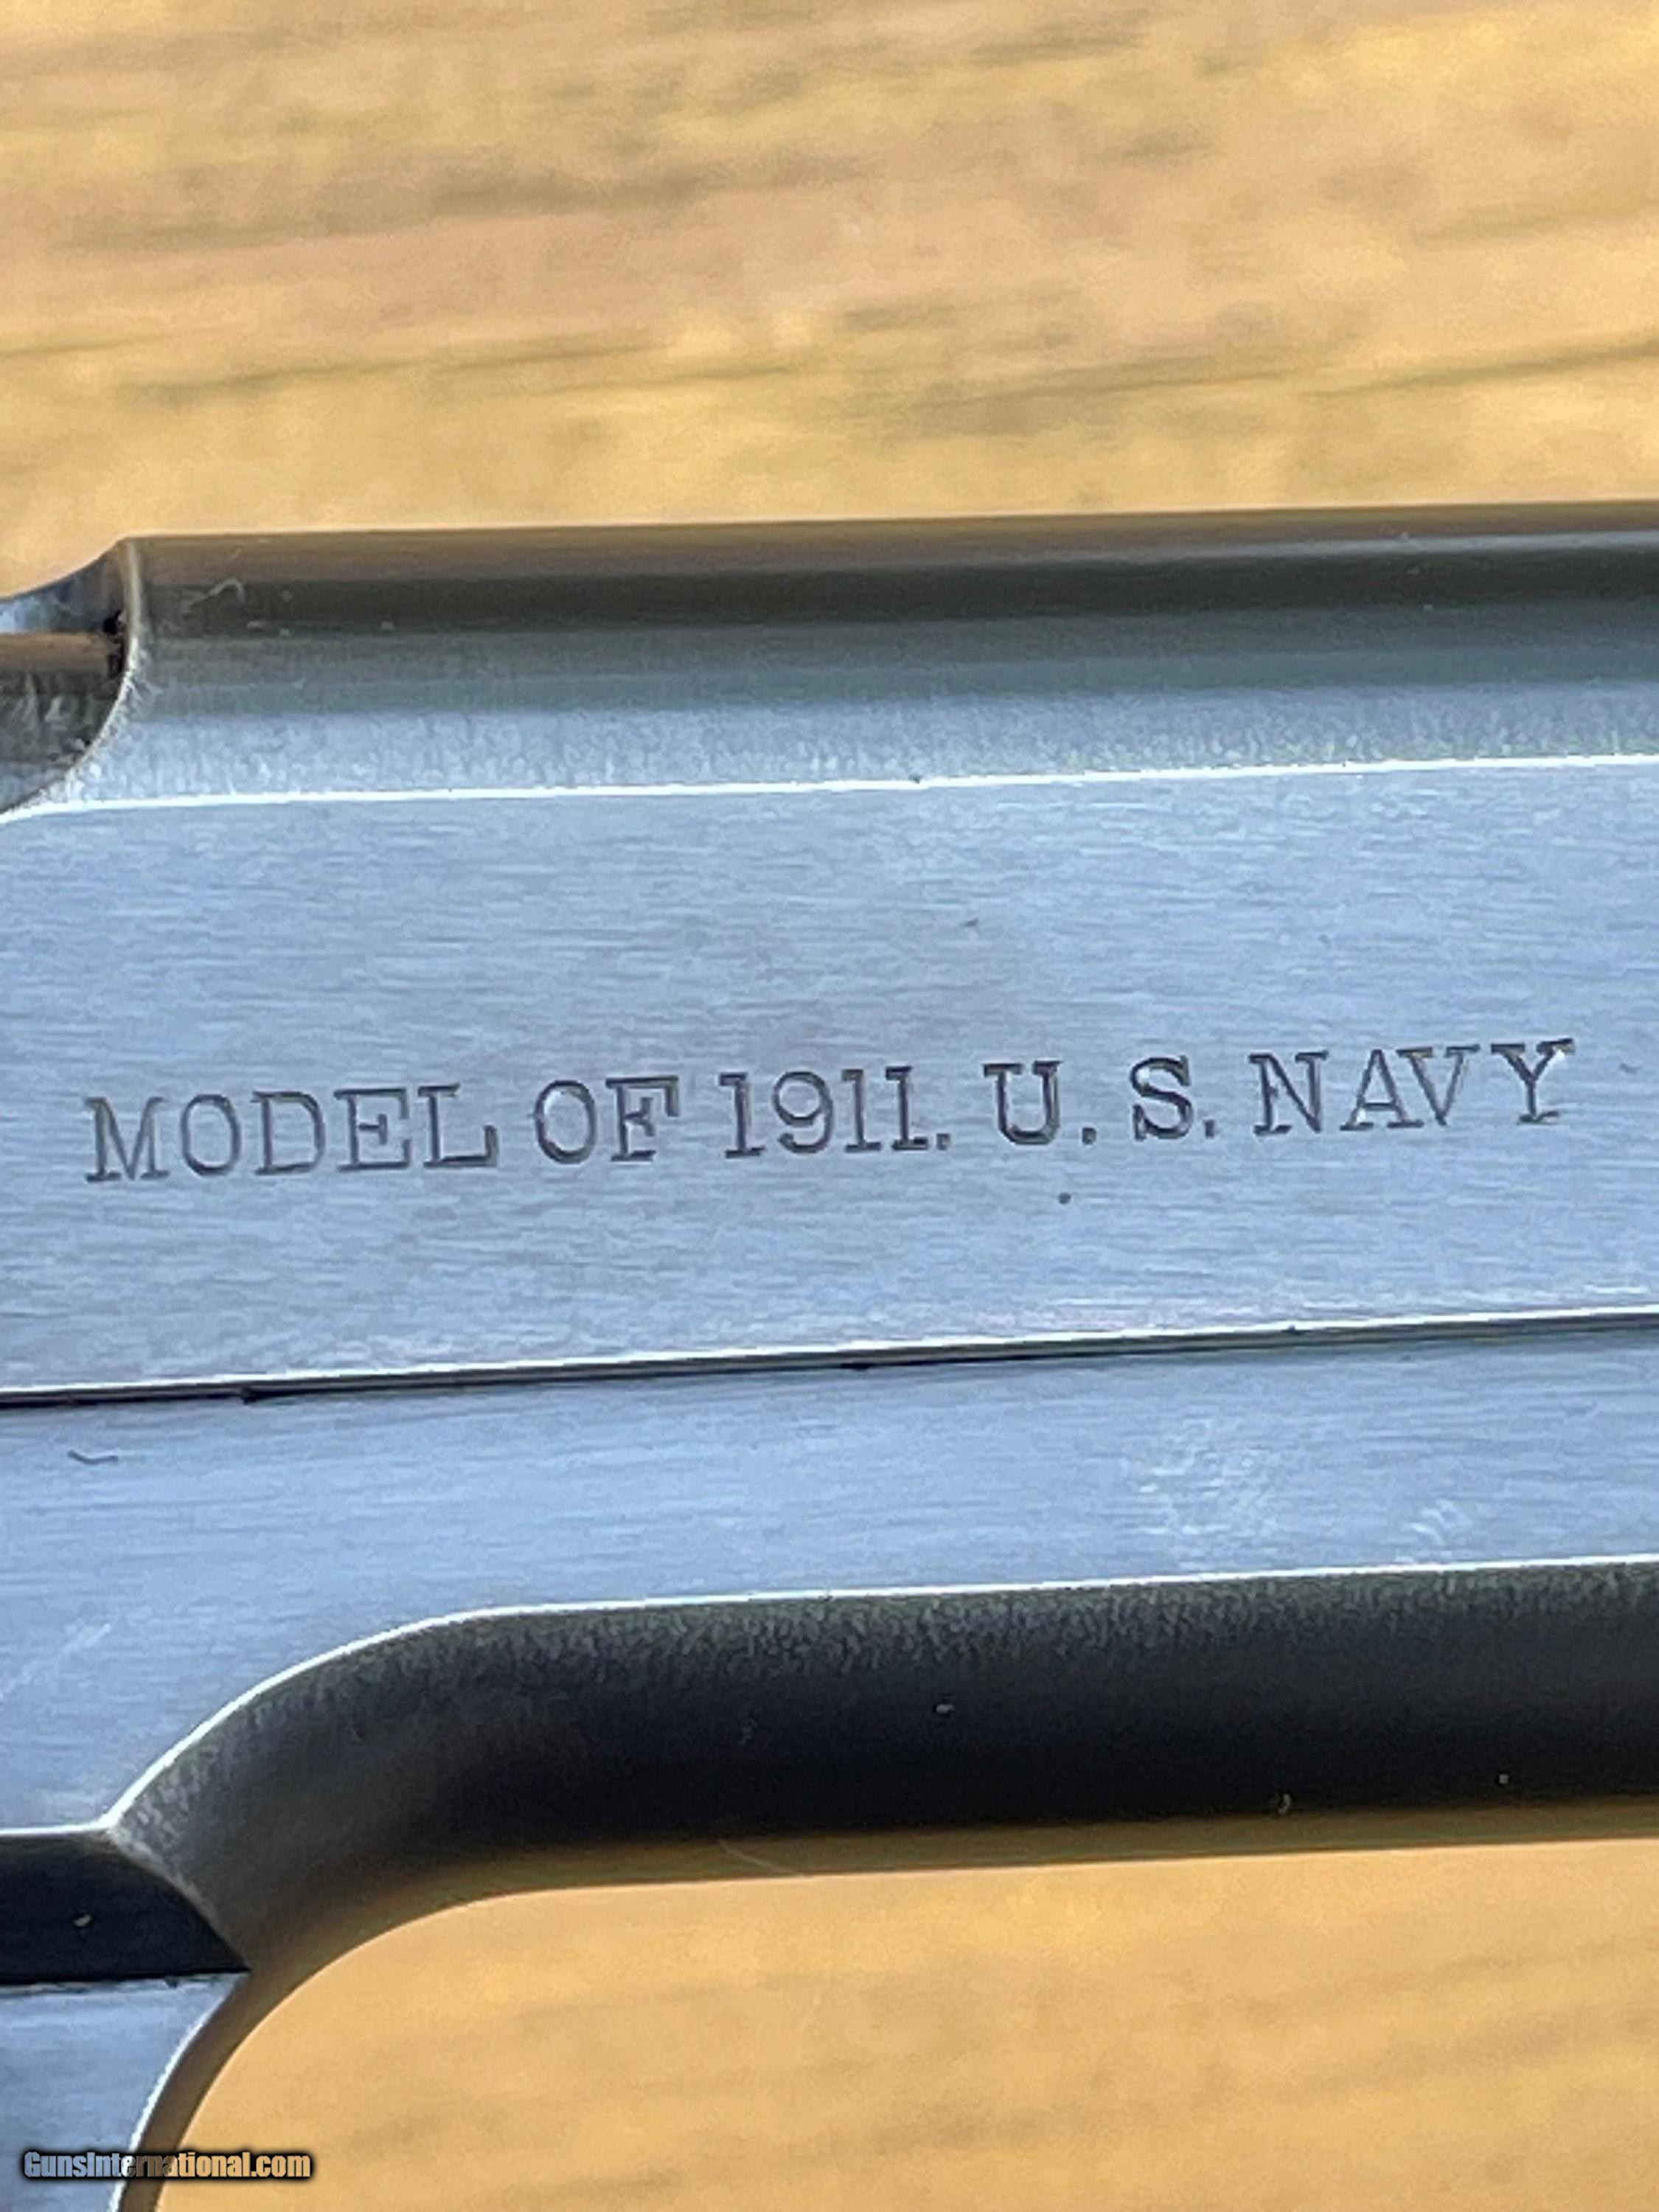 MODEL OF 1911. U. S. NAVY
GunsInternational.com